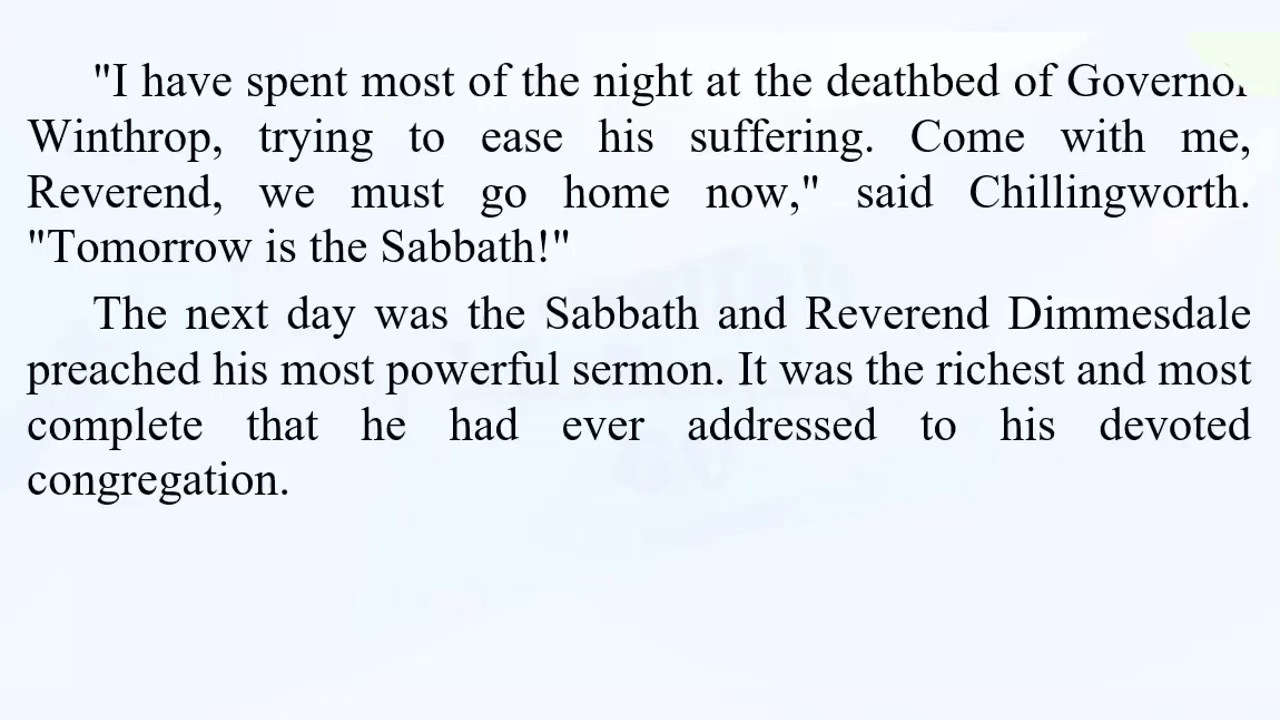 "I have spent most of the night at the deathbed of Governor
Winthrop, trying to ease his suffering. Come with me,
Reverend, we must go home now," said Chillingworth.
"Tomorrow is the Sabbath!"
The next day was the Sabbath and Reverend Dimmesdale
preached his most powerful sermon. It was the richest and most
complete that he had ever addressed to his devoted
congregation.